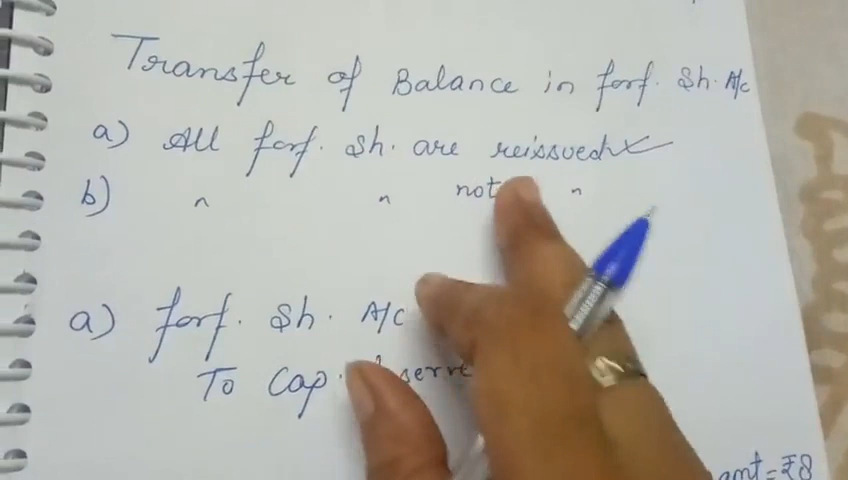 Transfer of Balance in forf. Sh. A/c
a) All forf. Sh. are reissued
b) " " not "
a) forf. Sh. A/c
To Cap.
amt = ₹8